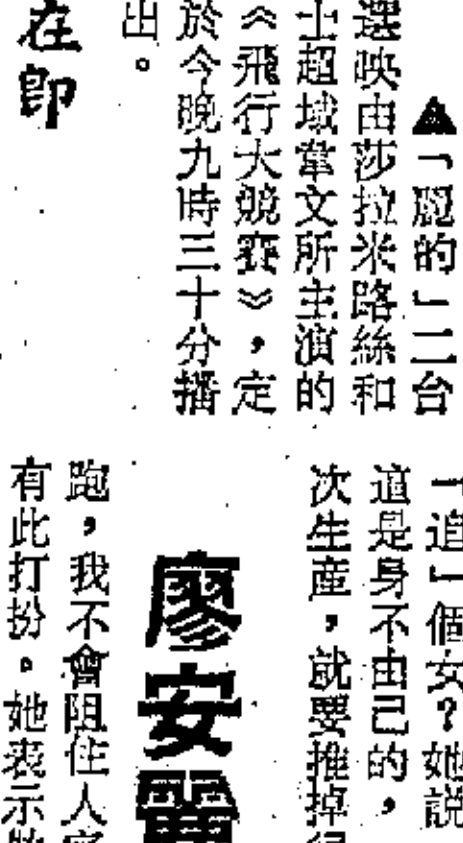 ▲「麗的」二台
選映由莎拉米路絲和
士超域韋文所主演的
《飛行大競賽》,定
於今晚九時三十分播
出。
在即
「追」個女?她説
道是身不由己的,
次生產,就要推掉
廖安
跑,我不會阻住人
有此打扮。她表示